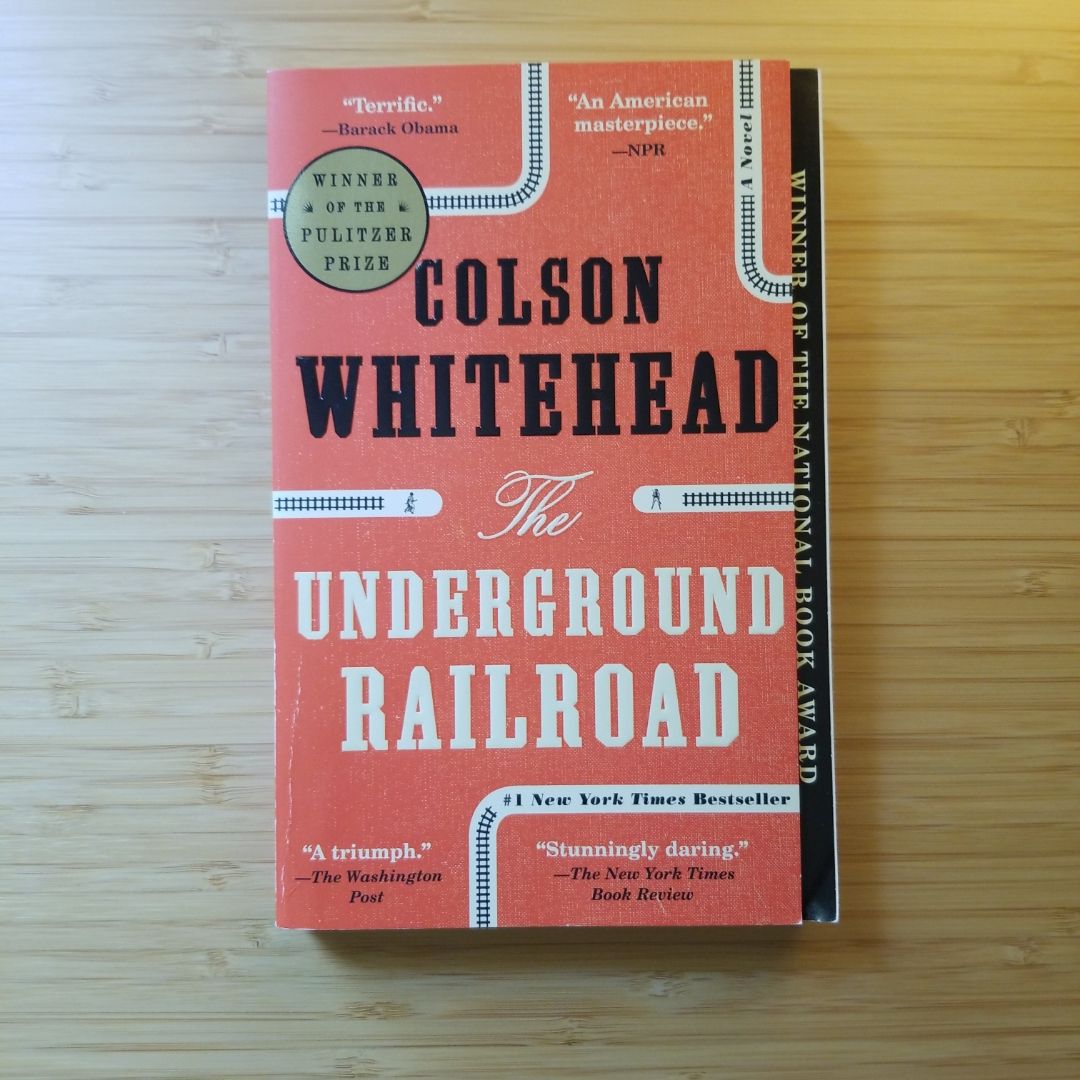 “Terrific.”
—Barack Obama
“An American
masterpiece.”
—NPR
A Novel
WINNER
OF THE
PULITZER
PRIZE
COLSON
WHITEHEAD
The
UNDERGROUND
RAILROAD
#1 New York Times Bestseller
“A triumph.”
—The Washington
Post
“Stunningly daring.”
—The New York Times
Book Review
WINNER OF THE NATIONAL BOOK AWARD